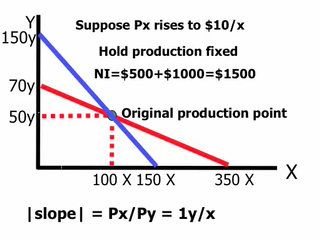 Y
Suppose Px rises to $10/x
150y
Hold production fixed
NI=$500+$1000=$1500
70y
50y
Original production point
100 X 150 X 350 X
X
|slope| = Px/Py = 1y/x